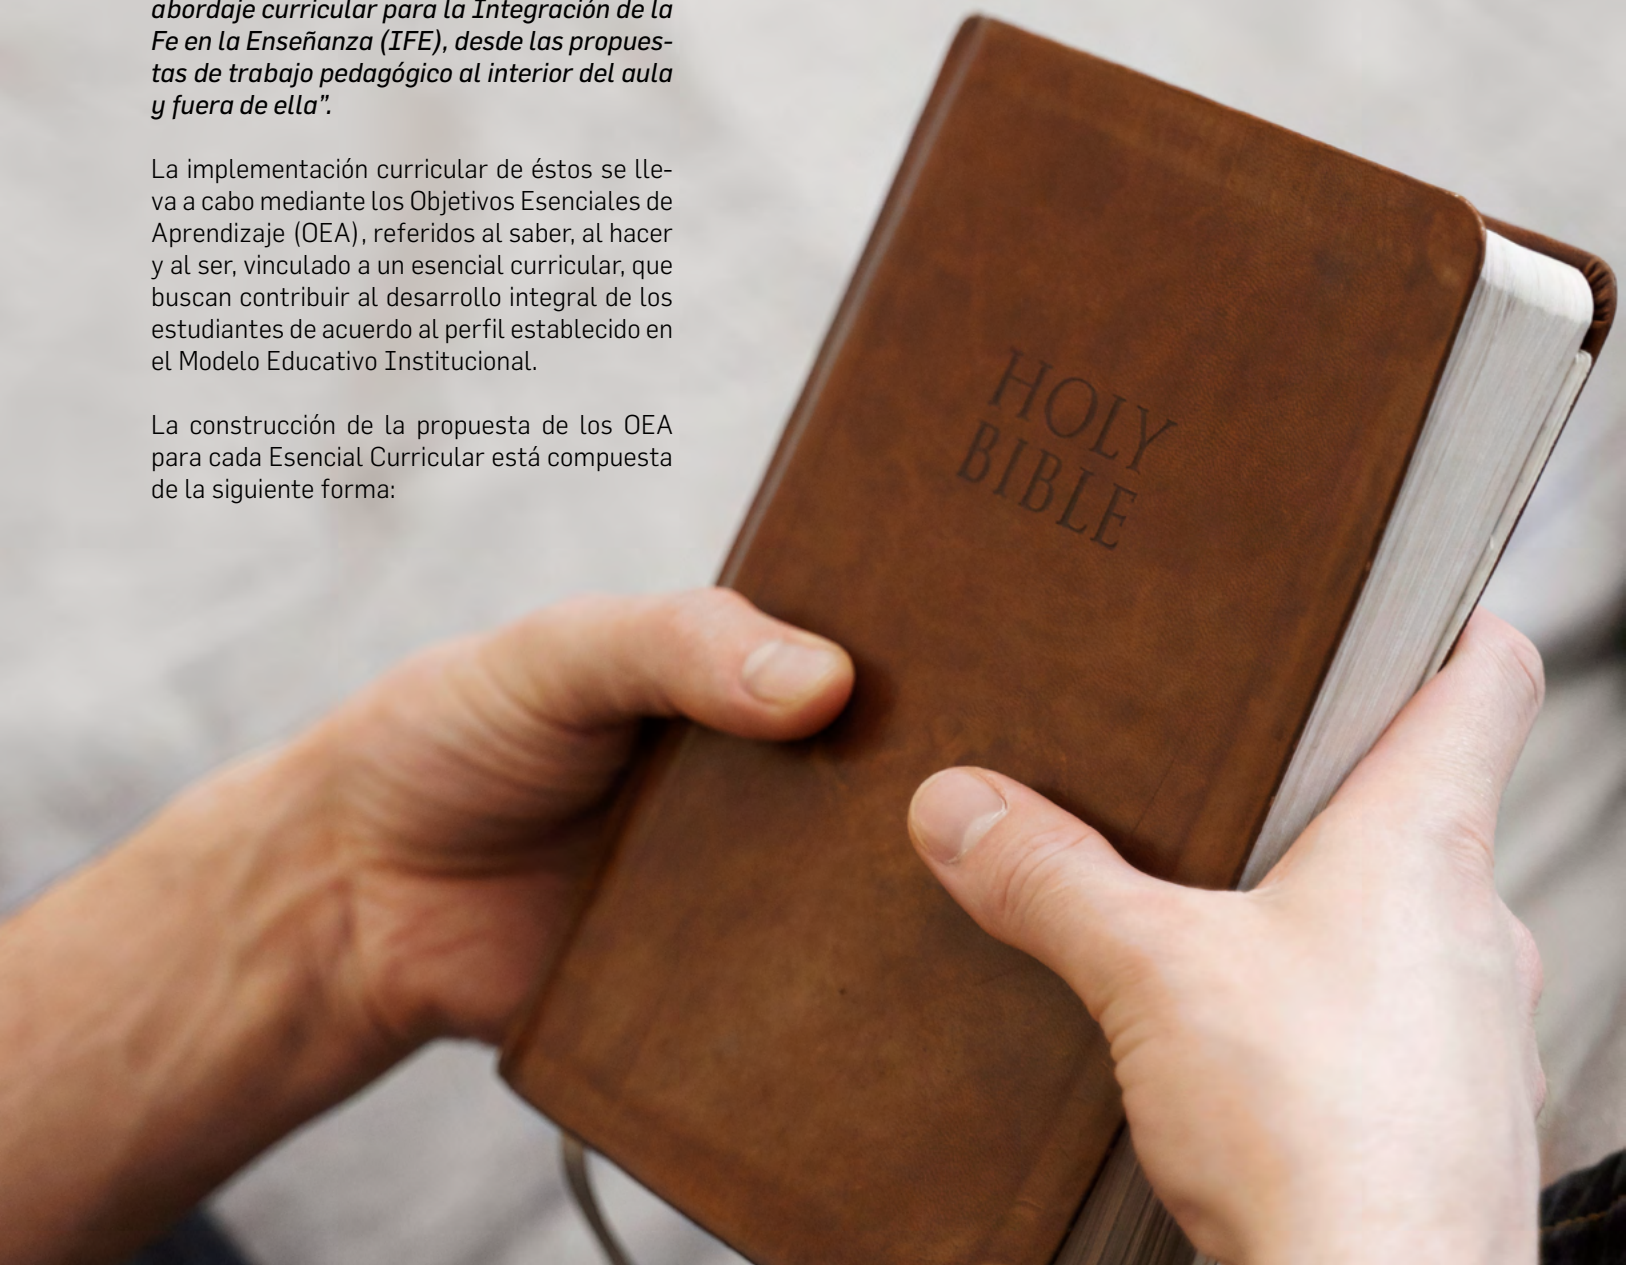 abordaje curricular para la Integración de la
Fe en la Enseñanza (IFE), desde las propues-
tas de trabajo pedagógico al interior del aula
y fuera de ella”.
La implementación curricular de éstos se lle-
va a cabo mediante los Objetivos Esenciales de
Aprendizaje (OEA), referidos al saber, al hacer
y al ser, vinculado a un esencial curricular, que
buscan contribuir al desarrollo integral de los
estudiantes de acuerdo al perfil establecido en
el Modelo Educativo Institucional.
La construcción de la propuesta de los OEA
para cada Esencial Curricular está compuesta
de la siguiente forma:
HOLY
BIBLE